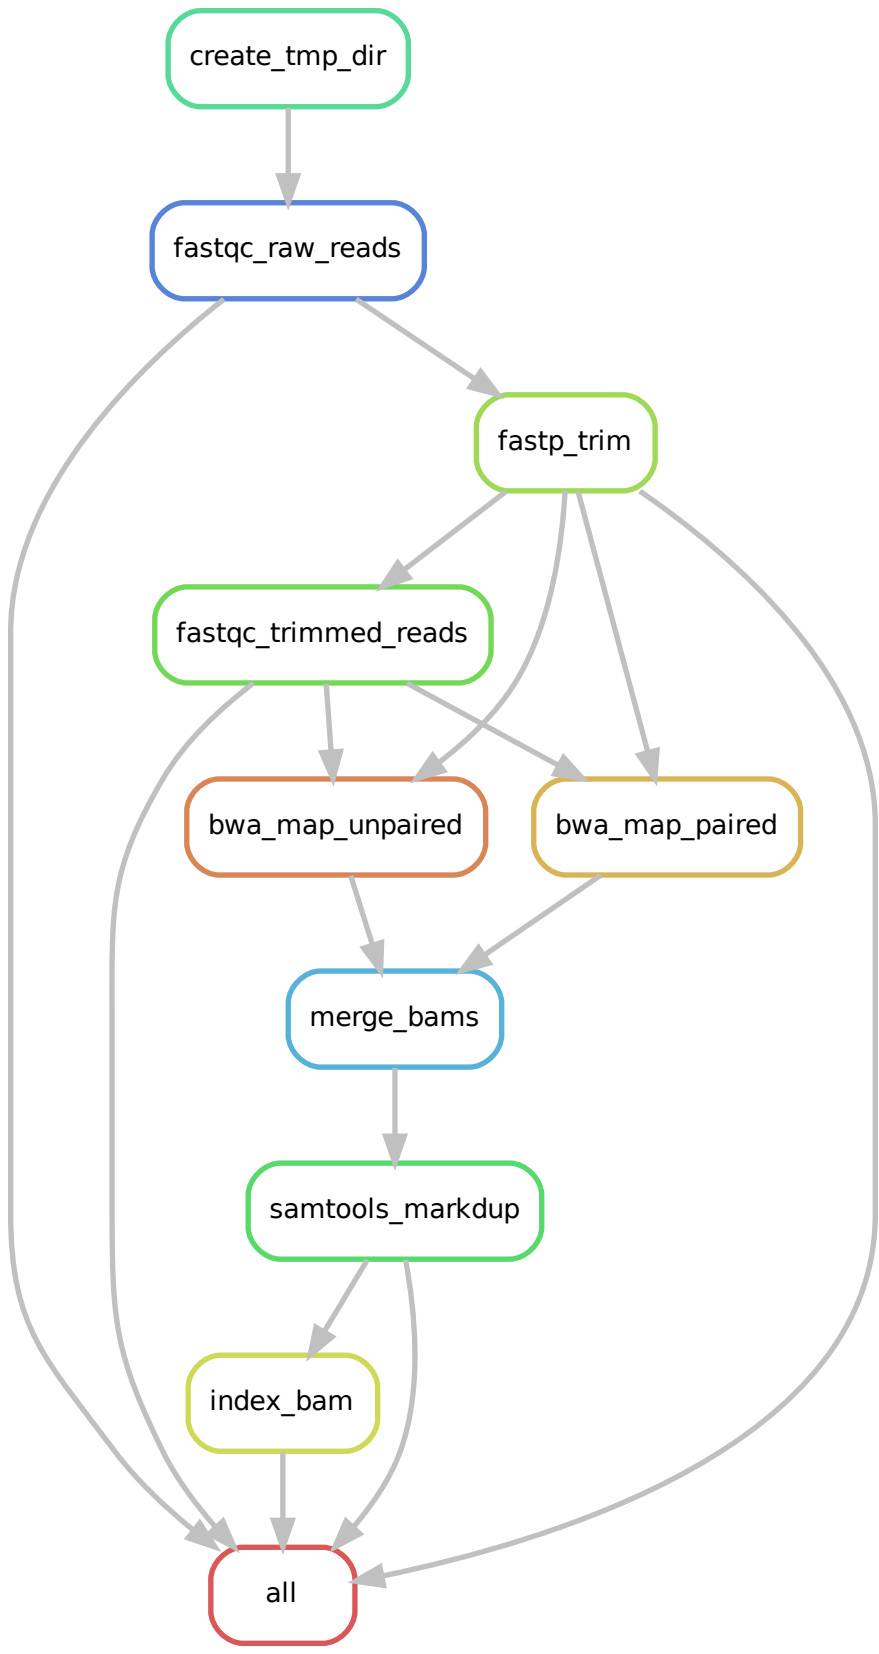 create_tmp_dir
fastqc_raw_reads
fastp_trim
fastqc_trimmed_reads
bwa_map_unpaired
bwa_map_paired
merge_bams
samtools_markdup
index_bam
all